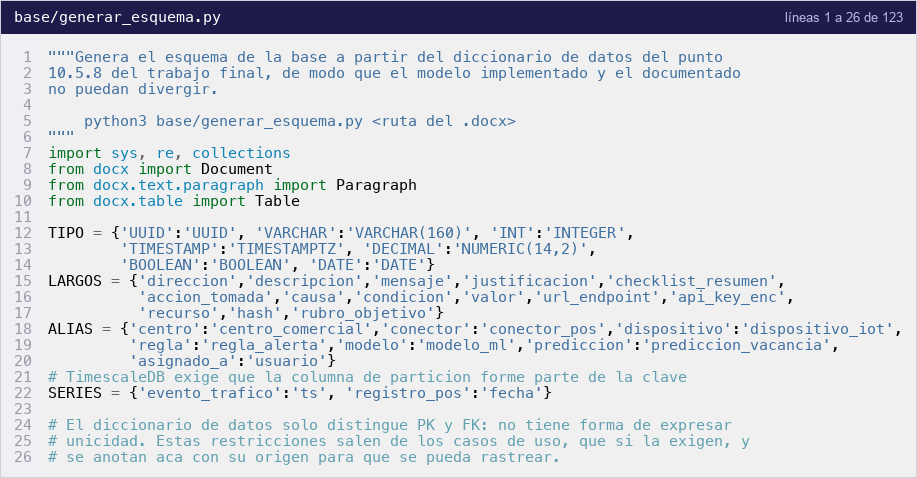 base/generar_esquema.py
líneas 1 a 26 de 123
1 """Genera el esquema de la base a partir del diccionario de datos del punto
2 10.5.8 del trabajo final, de modo que el modelo implementado y el documentado
3 no puedan divergir.
4
5     python3 base/generar_esquema.py <ruta del .docx>
6 """
7 import sys, re, collections
8 from docx import Document
9 from docx.text.paragraph import Paragraph
10 from docx.table import Table
11
12 TIPO = {'UUID':'UUID', 'VARCHAR':'VARCHAR(160)', 'INT':'INTEGER',
13         'TIMESTAMP':'TIMESTAMPTZ', 'DECIMAL':'NUMERIC(14,2)',
14         'BOOLEAN':'BOOLEAN', 'DATE':'DATE'}
15 LARGOS = {'direccion','descripcion','mensaje','justificacion','checklist_resumen',
16           'accion_tomada','causa','condicion','valor','url_endpoint','api_key_enc',
17           'recurso','hash','rubro_objetivo'}
18 ALIAS = {'centro':'centro_comercial','conector':'conector_pos','dispositivo':'dispositivo_iot',
19          'regla':'regla_alerta','modelo':'modelo_ml','prediccion':'prediccion_vacancia',
20          'asignado_a':'usuario'}
21 # TimescaleDB exige que la columna de particion forme parte de la clave
22 SERIES = {'evento_trafico':'ts', 'registro_pos':'fecha'}
23
24 # El diccionario de datos solo distingue PK y FK: no tiene forma de expresar
25 # unicidad. Estas restricciones salen de los casos de uso, que si la exigen, y
26 # se anotan aca con su origen para que se pueda rastrear.